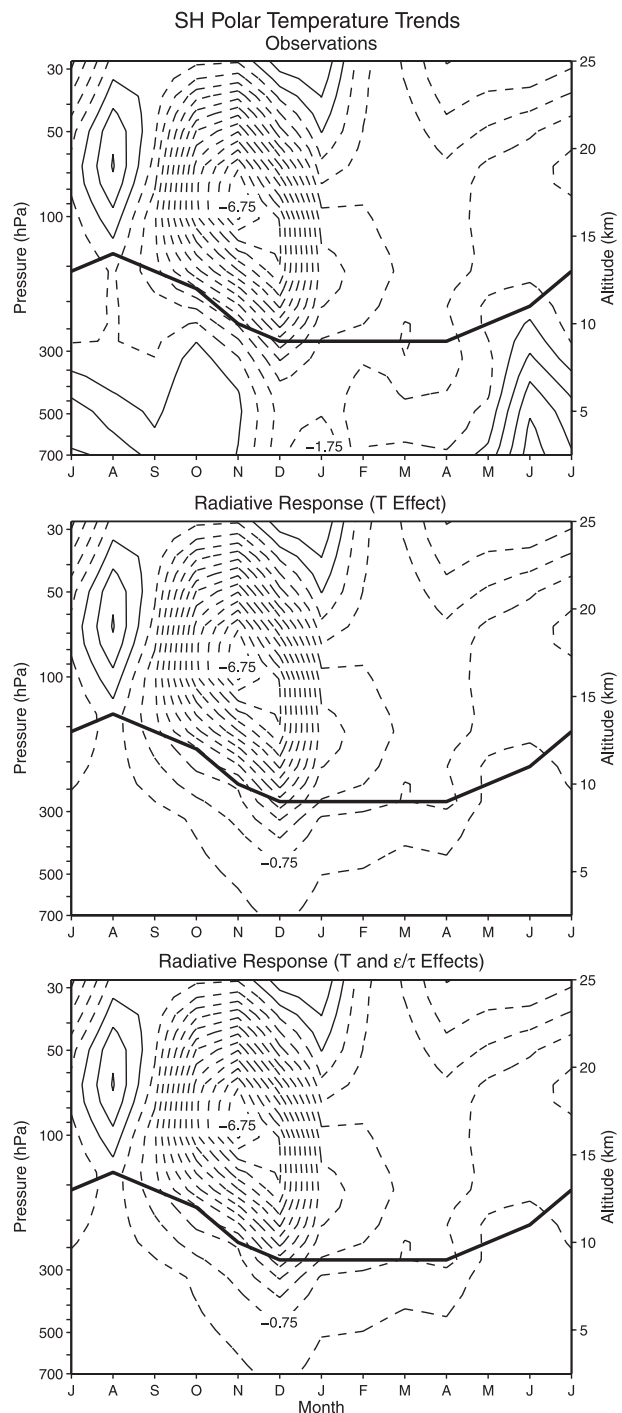 SH Polar Temperature Trends
Observations
30
50
100
300
500
700
Pressure (hPa)
25
20
15
10
5
Altitude (km)
−6.75
−1.75
J A S O N D J F M A M J J
Radiative Response (T Effect)
30
50
100
300
500
700
Pressure (hPa)
25
20
15
10
5
Altitude (km)
−6.75
−0.75
J A S O N D J F M A M J J
Radiative Response (T and ε/τ Effects)
30
50
100
300
500
700
Pressure (hPa)
25
20
15
10
5
Altitude (km)
−6.75
−0.75
J A S O N D J F M A M J J
Month